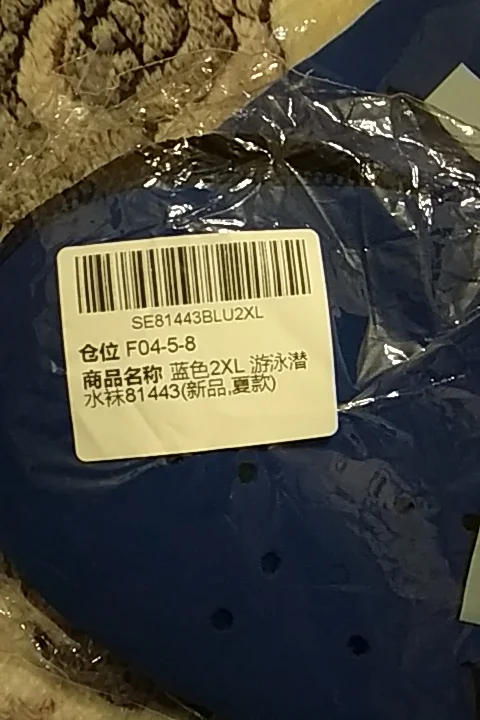 SE81443BLU2XL
仓位 F04-5-8
商品名称 蓝色2XL 游泳潜
水袜81443(新品,夏款)